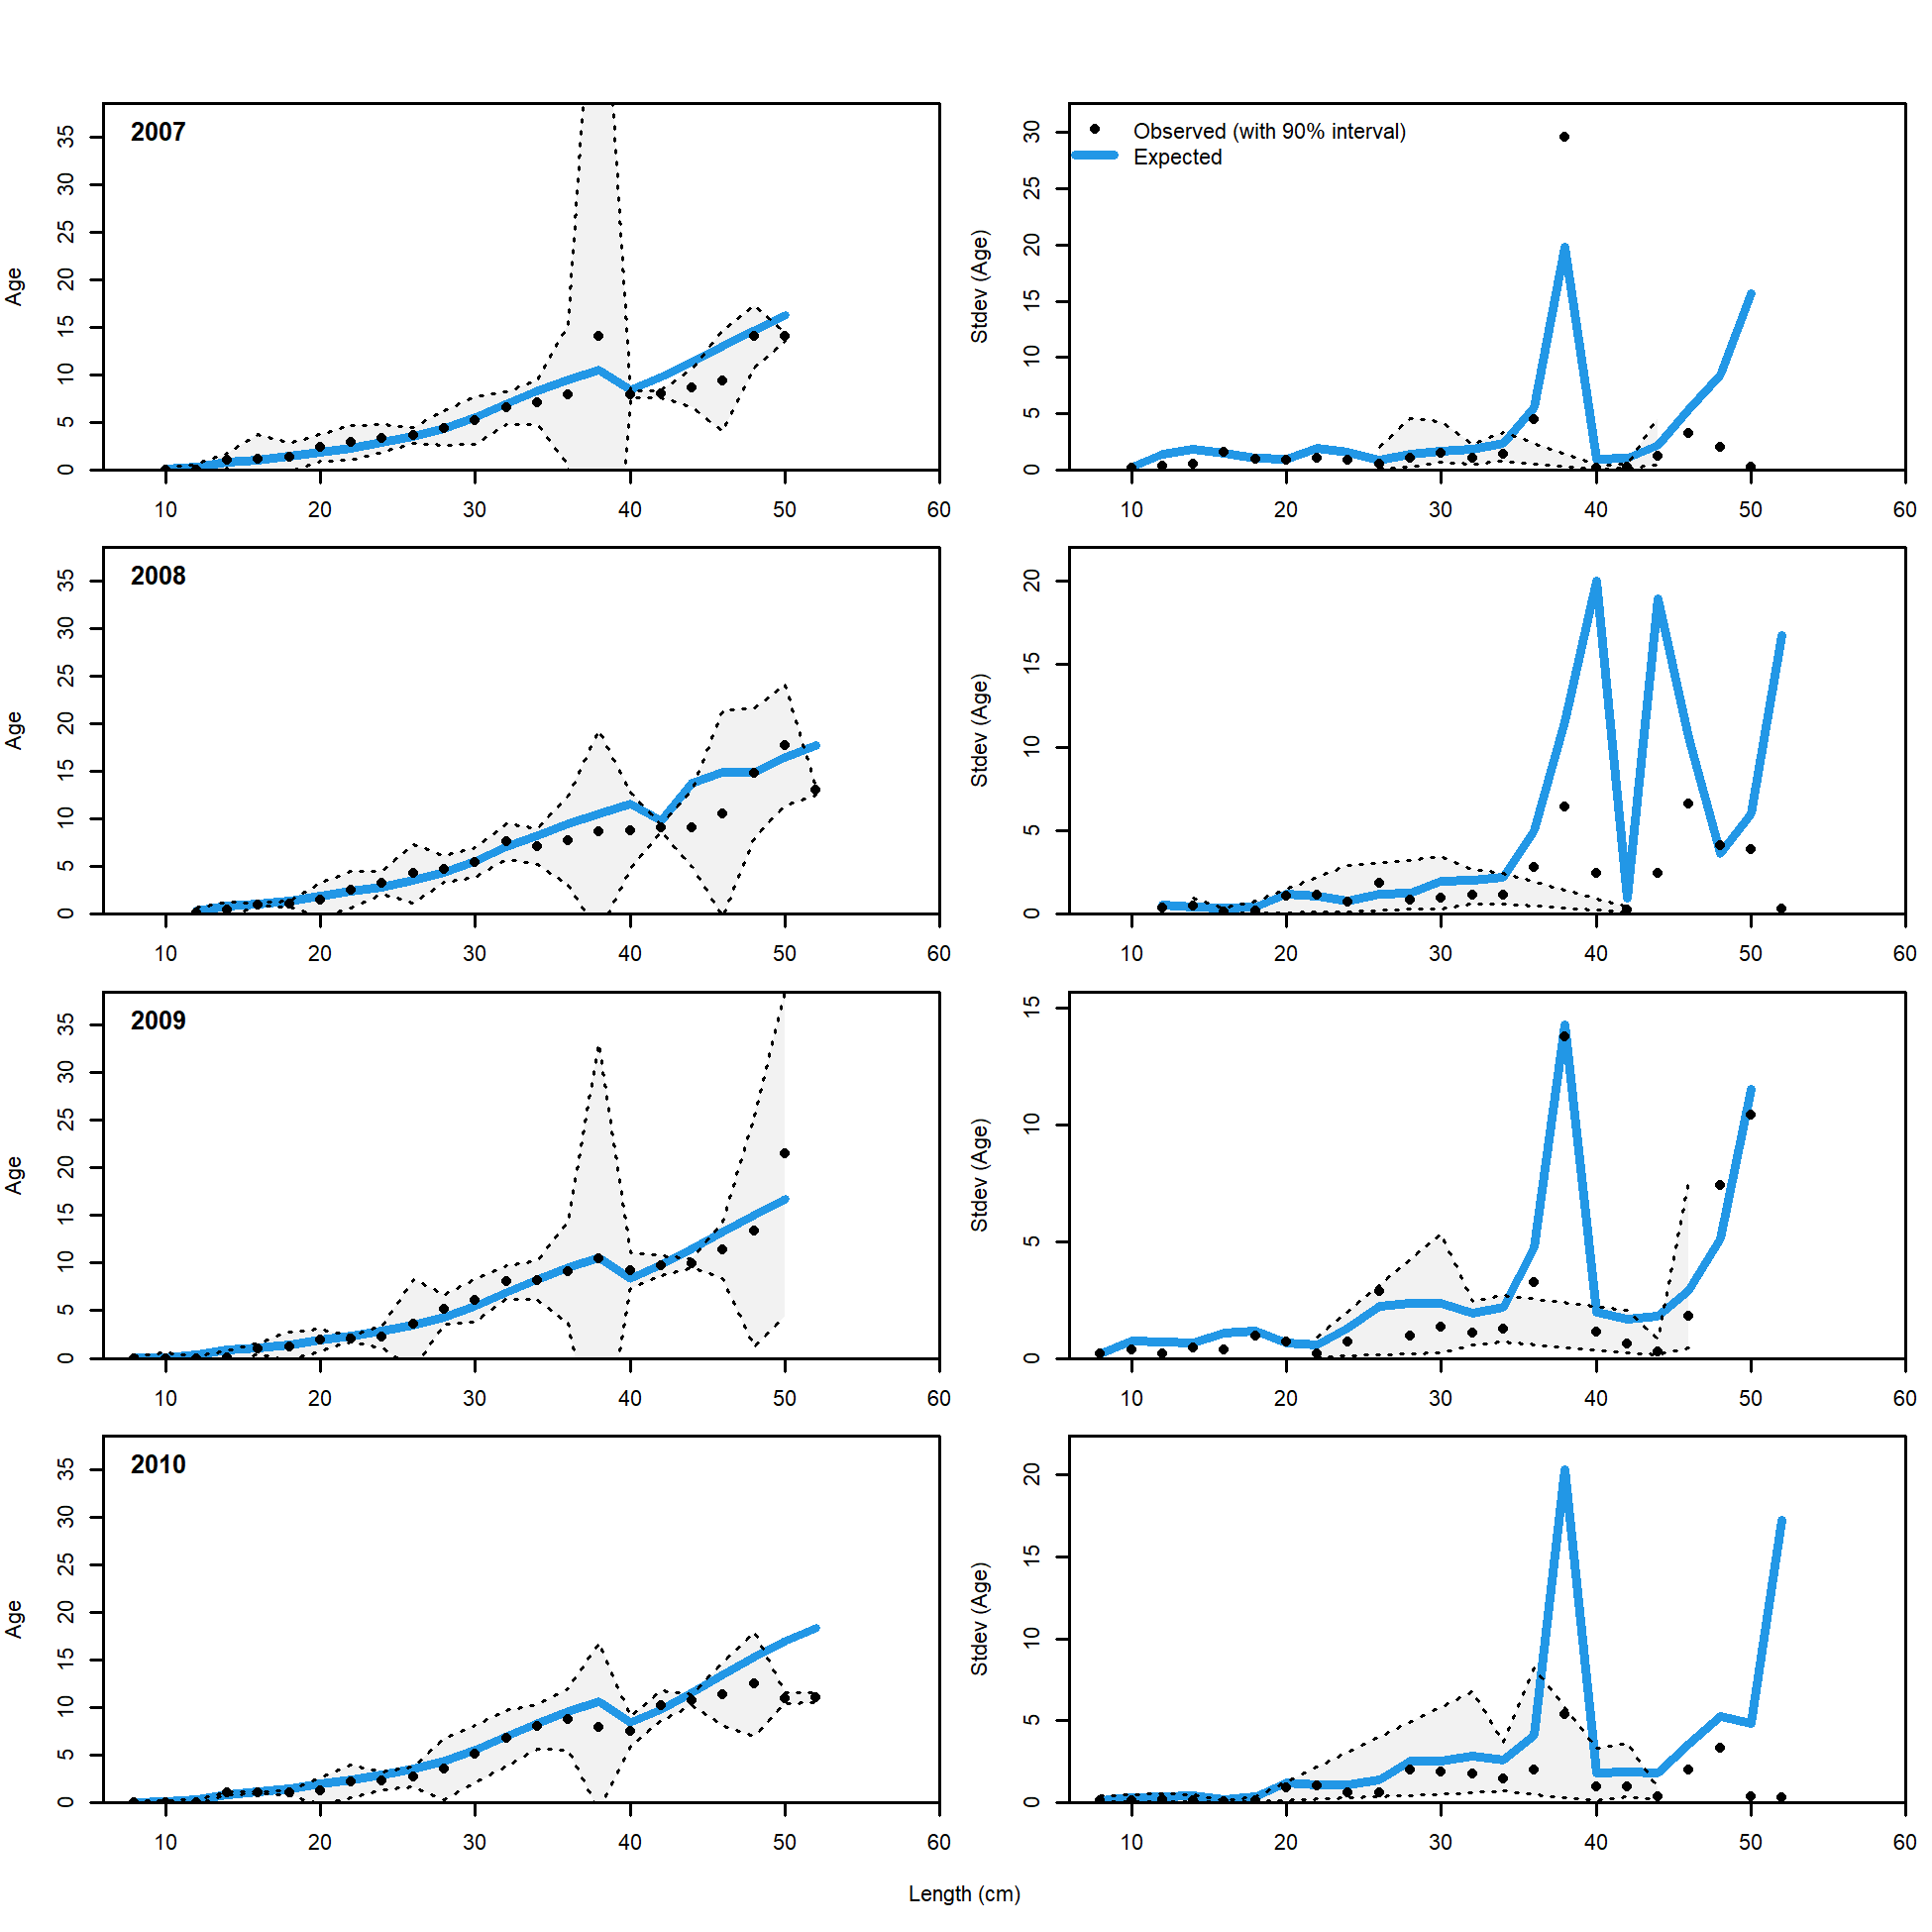 2007
Age
0 5 10 15 20 25 30 35
10 20 30 40 50 60
Observed (with 90% interval)
Expected
Stdev (Age)
0 5 10 15 20 25 30
10 20 30 40 50 60
2008
Age
0 5 10 15 20 25 30 35
10 20 30 40 50 60
Stdev (Age)
0 5 10 15 20
10 20 30 40 50 60
2009
Age
0 5 10 15 20 25 30 35
10 20 30 40 50 60
Stdev (Age)
0 5 10 15
10 20 30 40 50 60
2010
Age
0 5 10 15 20 25 30 35
10 20 30 40 50 60
Stdev (Age)
0 5 10 15 20
10 20 30 40 50 60
Length (cm)